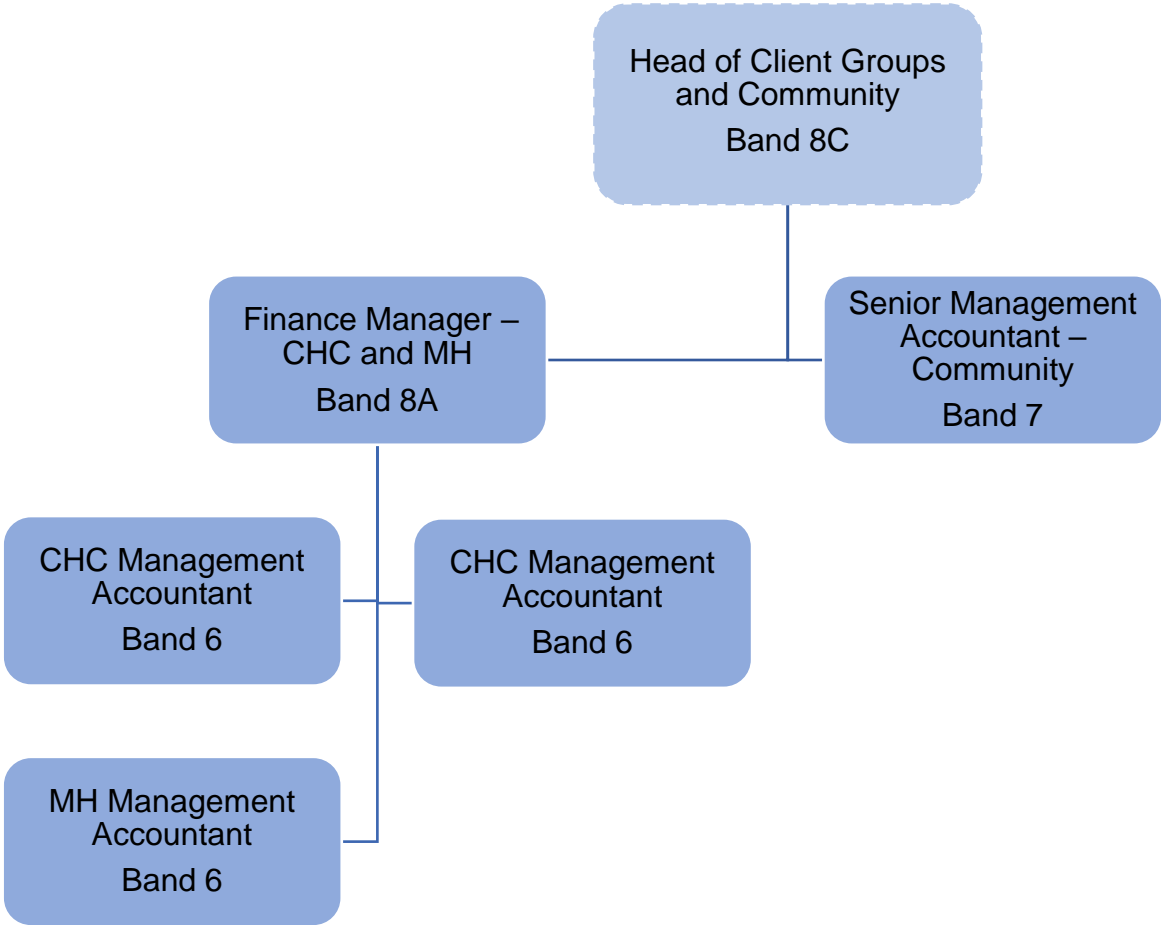 Head of Client Groups
and Community
Band 8C
Finance Manager –
CHC and MH
Band 8A
Senior Management
Accountant –
Community
Band 7
CHC Management
Accountant
Band 6
CHC Management
Accountant
Band 6
MH Management
Accountant
Band 6